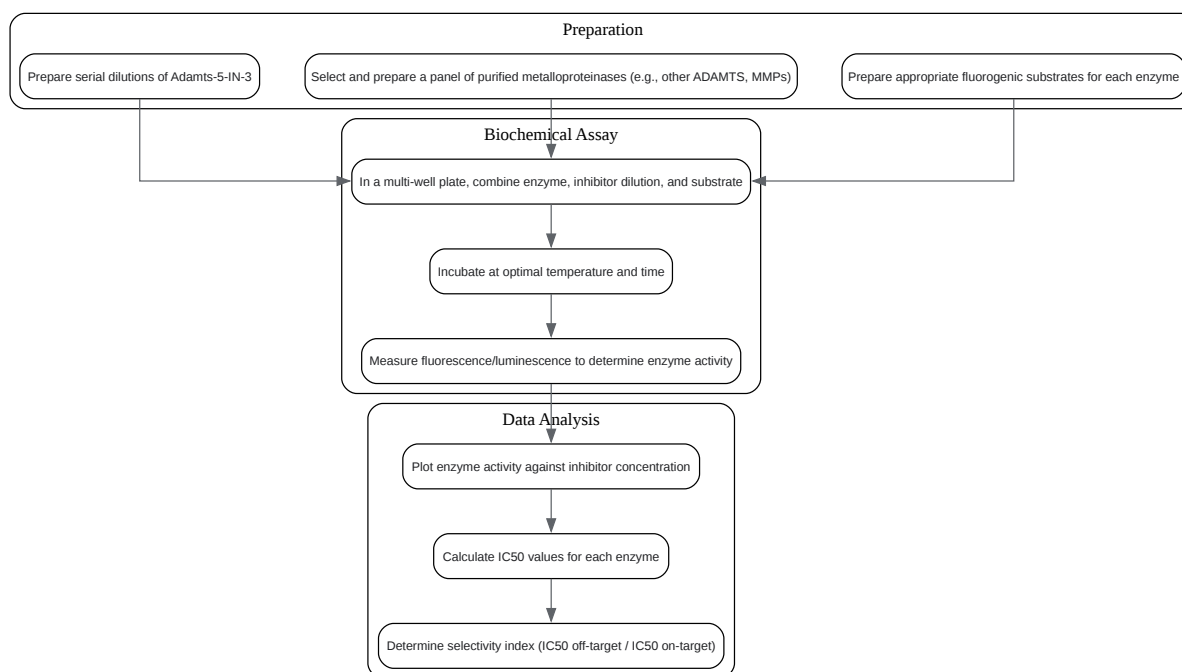 Preparation
Prepare serial dilutions of Adamts-5-IN-3
Select and prepare a panel of purified metalloproteinases (e.g., other ADAMTS, MMPs)
Prepare appropriate fluorogenic substrates for each enzyme
Biochemical Assay
In a multi-well plate, combine enzyme, inhibitor dilution, and substrate
Incubate at optimal temperature and time
Measure fluorescence/luminescence to determine enzyme activity
Data Analysis
Plot enzyme activity against inhibitor concentration
Calculate IC50 values for each enzyme
Determine selectivity index (IC50 off-target / IC50 on-target)